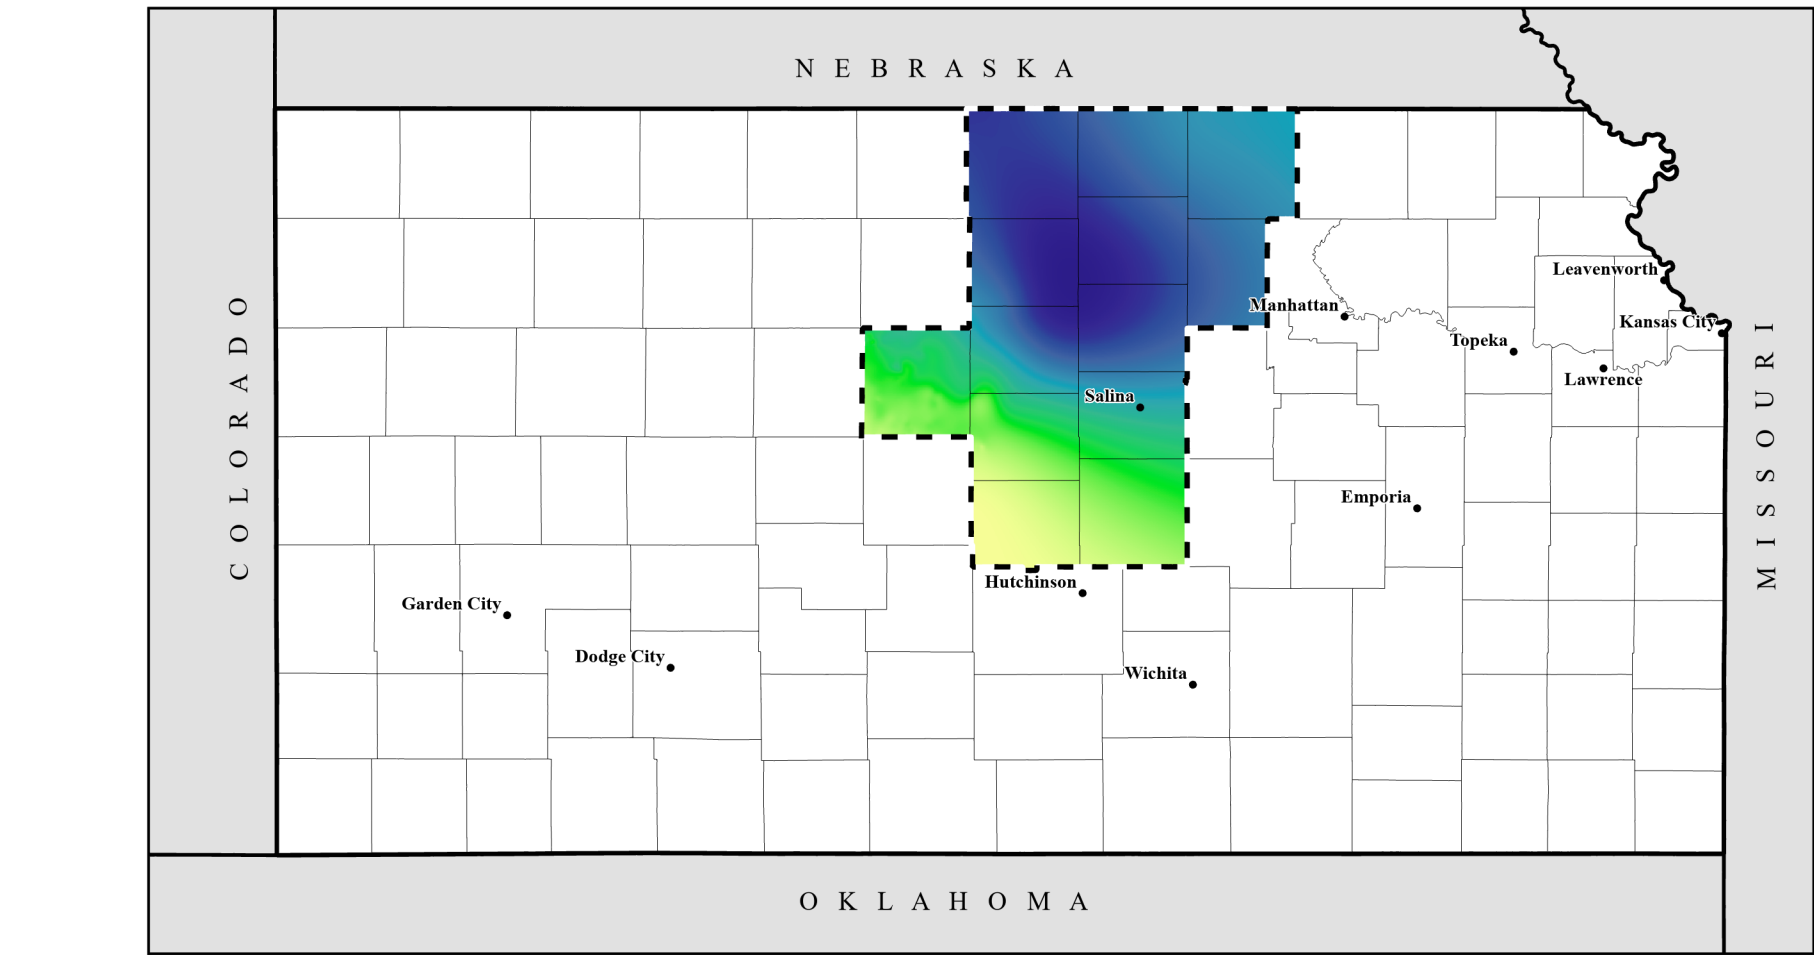 NEBRASKA
COLORADO
MISSOURI
Leavenworth
Manhattan
Kansas City
Topeka
Lawrence
Salina
Emporia
Hutchinson
Garden City
Dodge City
Wichita
OKLAHOMA